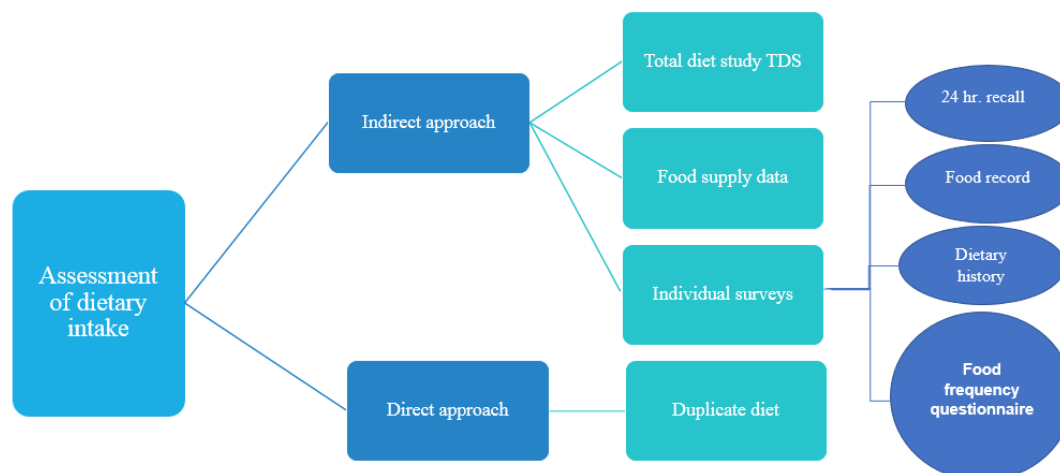 Assessment
of dietary
intake
Indirect approach
Direct approach
Total diet study TDS
Food supply data
Individual surveys
Duplicate diet
24 hr. recall
Food record
Dietary
history
Food
frequency
questionnaire